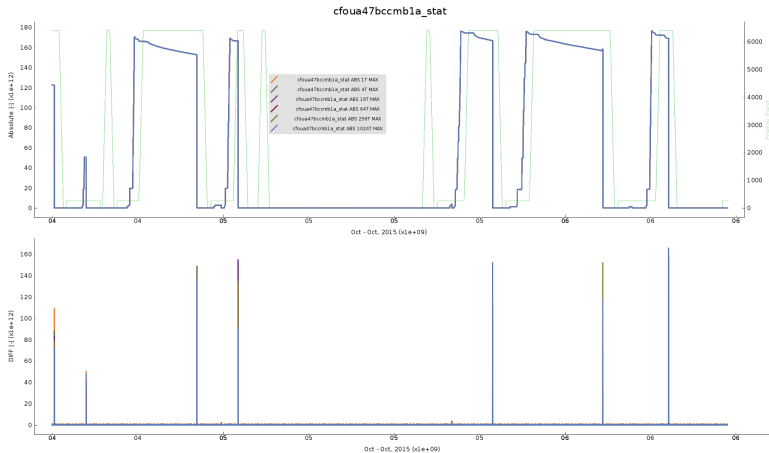 cfoua47bccmb1a_stat
180
160
140
120
100
80
60
40
20
0
Absolute [-] (x1e+12)
6000
5000
4000
3000
2000
1000
0
cfoua47bccmb1a_stat ABS 1T MAX
cfoua47bccmb1a_stat ABS 4T MAX
cfoua47bccmb1a_stat ABS 16T MAX
cfoua47bccmb1a_stat ABS 64T MAX
cfoua47bccmb1a_stat ABS 256T MAX
cfoua47bccmb1a_stat ABS 1024T MAX
04 04 05 05 05 05 06 06 06
Oct - Oct, 2015 (x1e+09)
160
140
120
100
80
60
40
20
0
DIFF [-] (x1e+12)
04 04 05 05 05 05 06 06 06
Oct - Oct, 2015 (x1e+09)